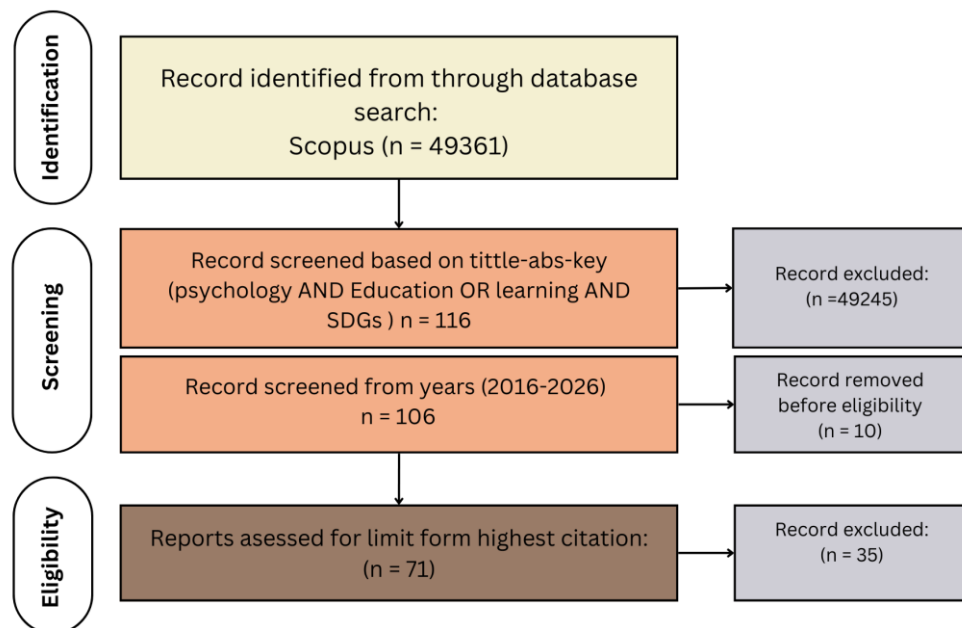 Identification
Record identified from through database
search:
Scopus (n = 49361)
Screening
Record screened based on tittle-abs-key
(psychology AND Education OR learning AND
SDGs ) n = 116
Record excluded:
(n =49245)
Record screened from years (2016-2026)
n = 106
Record removed
before eligibility
(n = 10)
Eligibility
Reports asessed for limit form highest citation:
(n = 71)
Record excluded:
(n = 35)